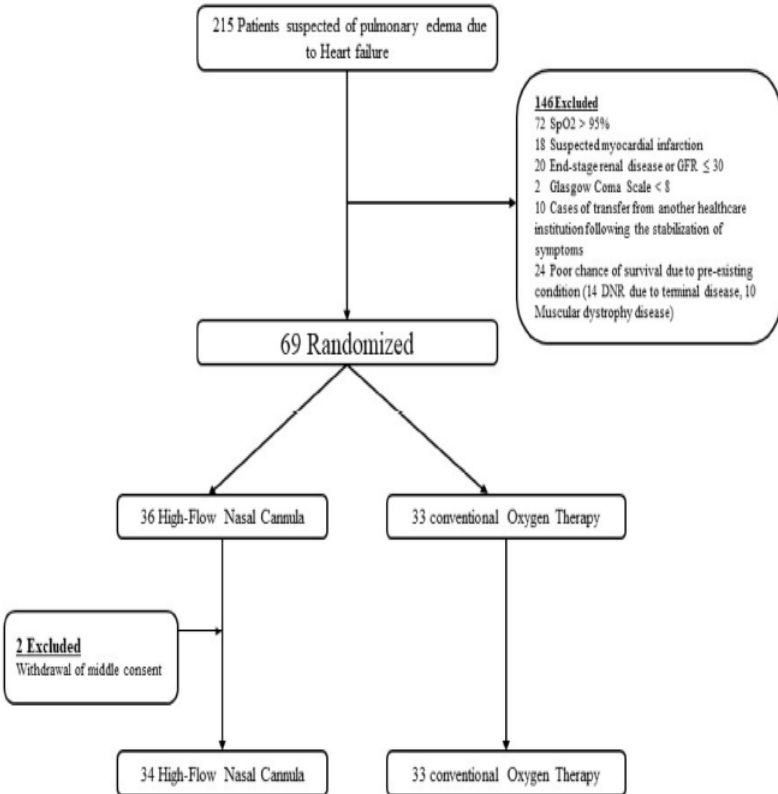 215 Patients suspected of pulmonary edema due
to Heart failure
146 Excluded
72 SpO2 > 95%
18 Suspected myocardial infarction
20 End-stage renal disease or GFR ≤ 30
2 Glasgow Coma Scale < 8
10 Cases of transfer from another healthcare
institution following the stabilization of
symptoms
24 Poor chance of survival due to pre-existing
condition (14 DNR due to terminal disease, 10
Muscular dystrophy disease)
69 Randomized
36 High-Flow Nasal Cannula
33 conventional Oxygen Therapy
2 Excluded
Withdrawal of middle consent
34 High-Flow Nasal Cannula
33 conventional Oxygen Therapy